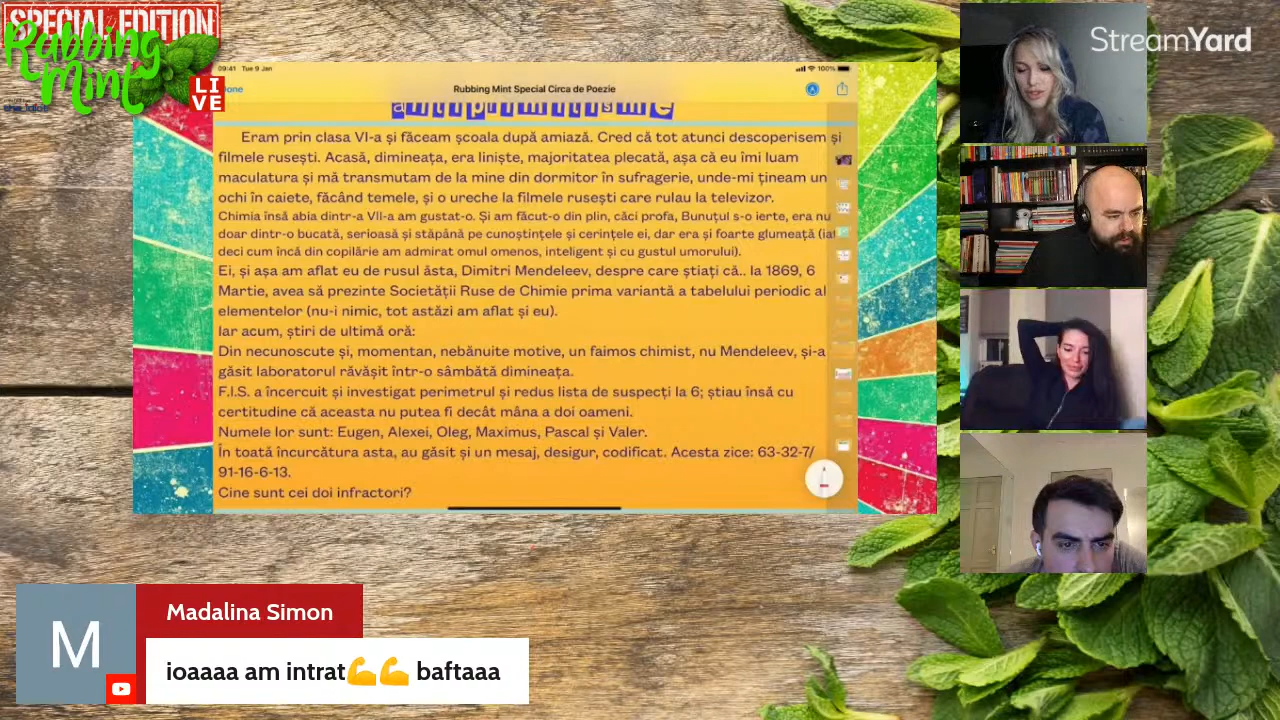 SPECIAL EDITION
Rubbing
Mint
LIVE
StreamYard
09:41 Tue 9 Jan
100%
one
Rubbing Mint Special Circa de Poezie
antiprimitisme
Eram prin clasa VI-a și făceam școala după amiază. Cred că tot atunci descoperisem și
filmele rusești. Acasă, dimineața, era liniște, majoritatea plecată, așa că eu îmi luam
maculatura și mă transmutam de la mine din dormitor în sufragerie, unde-mi țineam un
ochi în caiete, făcând temele, și o ureche la filmele rusești care rulau la televizor.
Chimia însă abia dintr-a VII-a am gustat-o. Și am făcut-o din plin, căci profa, Bunuțul s-o ierte, era nu
doar dintr-o bucată, serioasă și stăpână pe cunoștințele și cerințele ei, dar era și foarte glumeață (iat
deci cum încă din copilărie am admirat omul omenos, inteligent și cu gustul umorului).
Ei, și așa am aflat eu de rusul ăsta, Dimitri Mendeleev, despre care știați că.. la 1869, 6
Martie, avea să prezinte Societății Ruse de Chimie prima variantă a tabelului periodic al
elementelor (nu-i nimic, tot astăzi am aflat și eu).
Iar acum, știri de ultimă oră:
Din necunoscute și, momentan, nebănuite motive, un faimos chimist, nu Mendeleev, și-a
găsit laboratorul răvășit într-o sâmbătă dimineața.
F.I.S. a încercuit și investigat perimetrul și redus lista de suspecți la 6; știau însă cu
certitudine că aceasta nu putea fi decât mâna a doi oameni.
Numele lor sunt: Eugen, Alexei, Oleg, Maximus, Pascal și Valer.
În toată încurcătura asta, au găsit și un mesaj, desigur, codificat. Acesta zice: 63-32-7/
91-16-6-13.
Cine sunt cei doi infractori?
M
Madalina Simon
ioaaaa am intrat💪💪 baftaaa